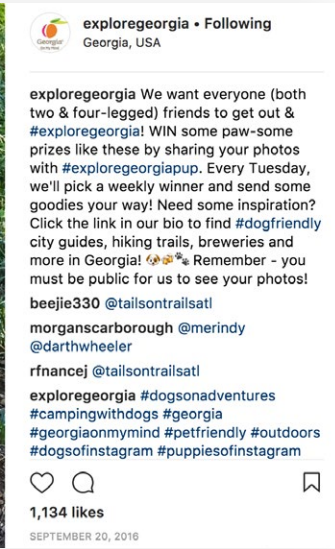 exploregeorgia • Following
Georgia, USA
Georgia
exploregeorgia We want everyone (both
two & four-legged) friends to get out &
#exploregeorgia! WIN some paw-some
prizes like these by sharing your photos
with #exploregeorgiapup. Every Tuesday,
we'll pick a weekly winner and send some
goodies your way! Need some inspiration?
Click the link in our bio to find #dogfriendly
city guides, hiking trails, breweries and
more in Georgia! 🐶🍻🐾 Remember - you
must be public for us to see your photos!
beejie330 @tailsontrailsatl
morganscarborough @merindy
@darthwheeler
rfnancej @tailsontrailsatl
exploregeorgia #dogsonadventures
#campingwithdogs #georgia
#georgiaonmymind #petfriendly #outdoors
#dogsofinstagram #puppiesofinstagram
1,134 likes
SEPTEMBER 20, 2016